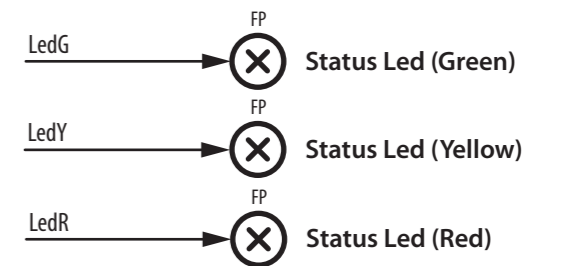 FP
LedG
Status Led (Green)
FP
LedY
Status Led (Yellow)
FP
LedR
Status Led (Red)